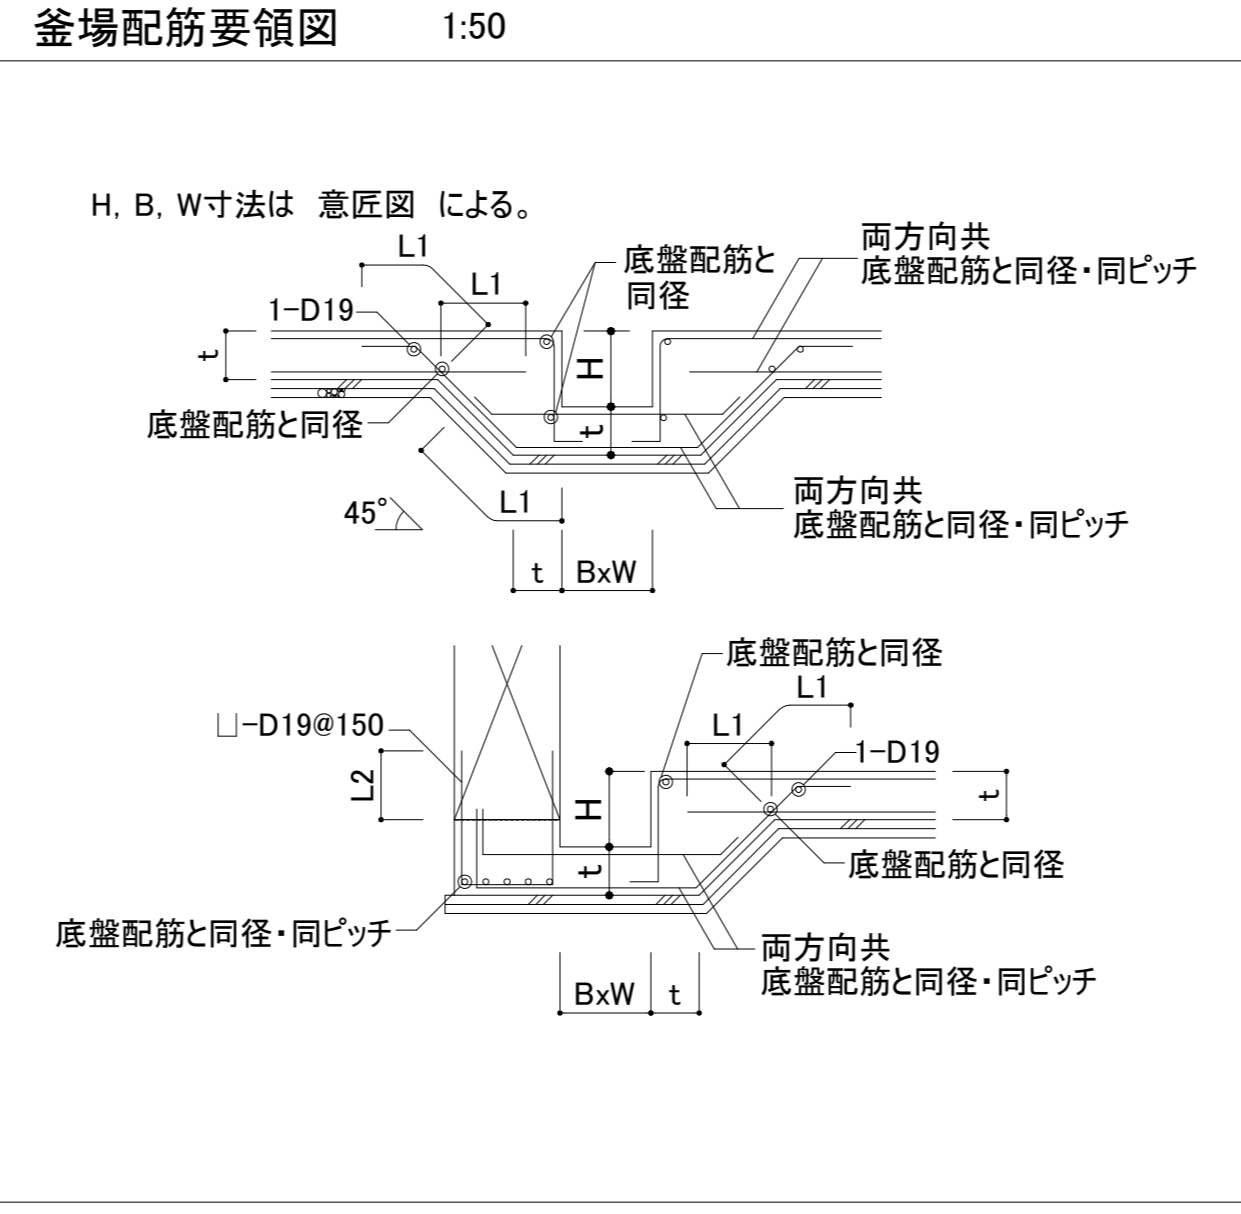 釜場配筋要領図 1:50
H, B, W寸法は 意匠図 による。
L1
L1
1-D19
底盤配筋と
同径
両方向共
底盤配筋と同径・同ピッチ
t
H
t
底盤配筋と同径
L1
45°
両方向共
底盤配筋と同径・同ピッチ
t
BxW
底盤配筋と同径
L1
L1
⊔-D19@150
1-D19
L2
H
t
t
底盤配筋と同径
底盤配筋と同径・同ピッチ
両方向共
底盤配筋と同径・同ピッチ
BxW
t